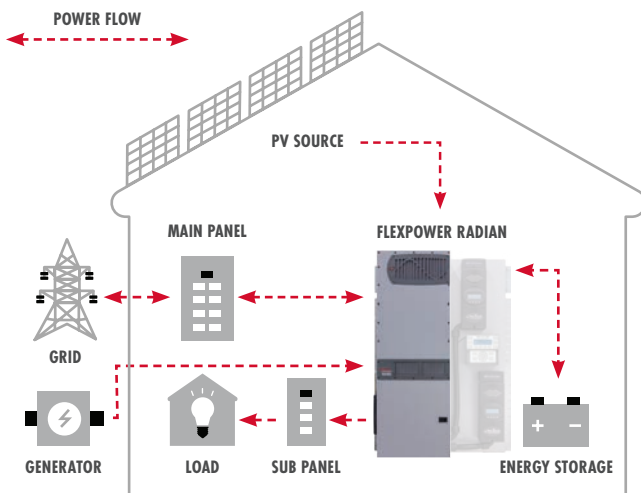 POWER FLOW
PV SOURCE
MAIN PANEL
FLEXPOWER RADIAN
GRID
GENERATOR
LOAD
SUB PANEL
ENERGY STORAGE